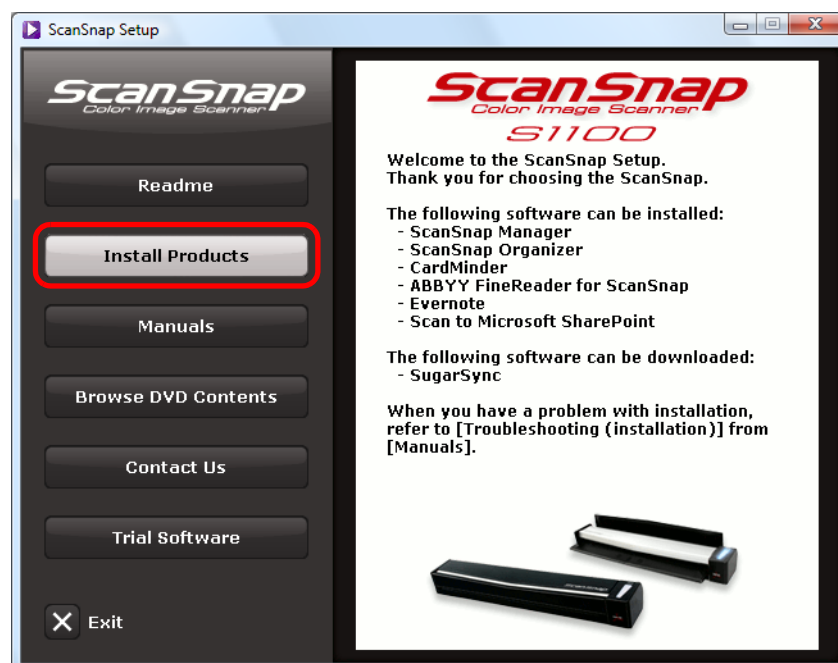 ScanSnap Setup
ScanSnap
Color Image Scanner
Readme
Install Products
Manuals
Browse DVD Contents
Contact Us
Trial Software
Exit
ScanSnap
Color Image Scanner
S1100
Welcome to the ScanSnap Setup.
Thank you for choosing the ScanSnap.
The following software can be installed:
- ScanSnap Manager
- ScanSnap Organizer
- CardMinder
- ABBYY FineReader for ScanSnap
- Evernote
- Scan to Microsoft SharePoint
The following software can be downloaded:
- SugarSync
When you have a problem with installation,
refer to [Troubleshooting (installation)] from
[Manuals].
ScanSnap